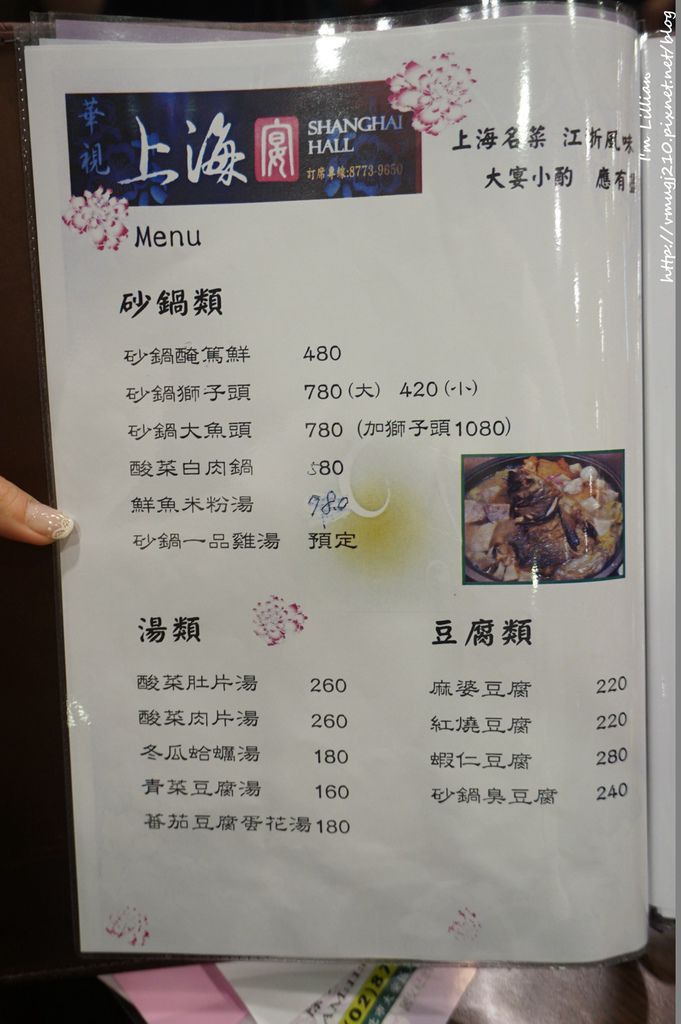 華視
上海宴
SHANGHAI
HALL
訂席專線:8773-9650
上海名菜 江浙風味
大宴小酌 應有
Menu
砂鍋類
砂鍋醃篤鮮 480
砂鍋獅子頭 780(大) 420(小)
砂鍋大魚頭 780 (加獅子頭1080)
酸菜白肉鍋 580
鮮魚米粉湯 980
砂鍋一品雞湯 預定
湯類
酸菜肚片湯 260
酸菜肉片湯 260
冬瓜蛤蠣湯 180
青菜豆腐湯 160
蕃茄豆腐蛋花湯180
豆腐類
麻婆豆腐 220
紅燒豆腐 220
蝦仁豆腐 280
砂鍋臭豆腐 240
I'm Lillian
http://vmugj210.pixnet.net/blog
(02)87